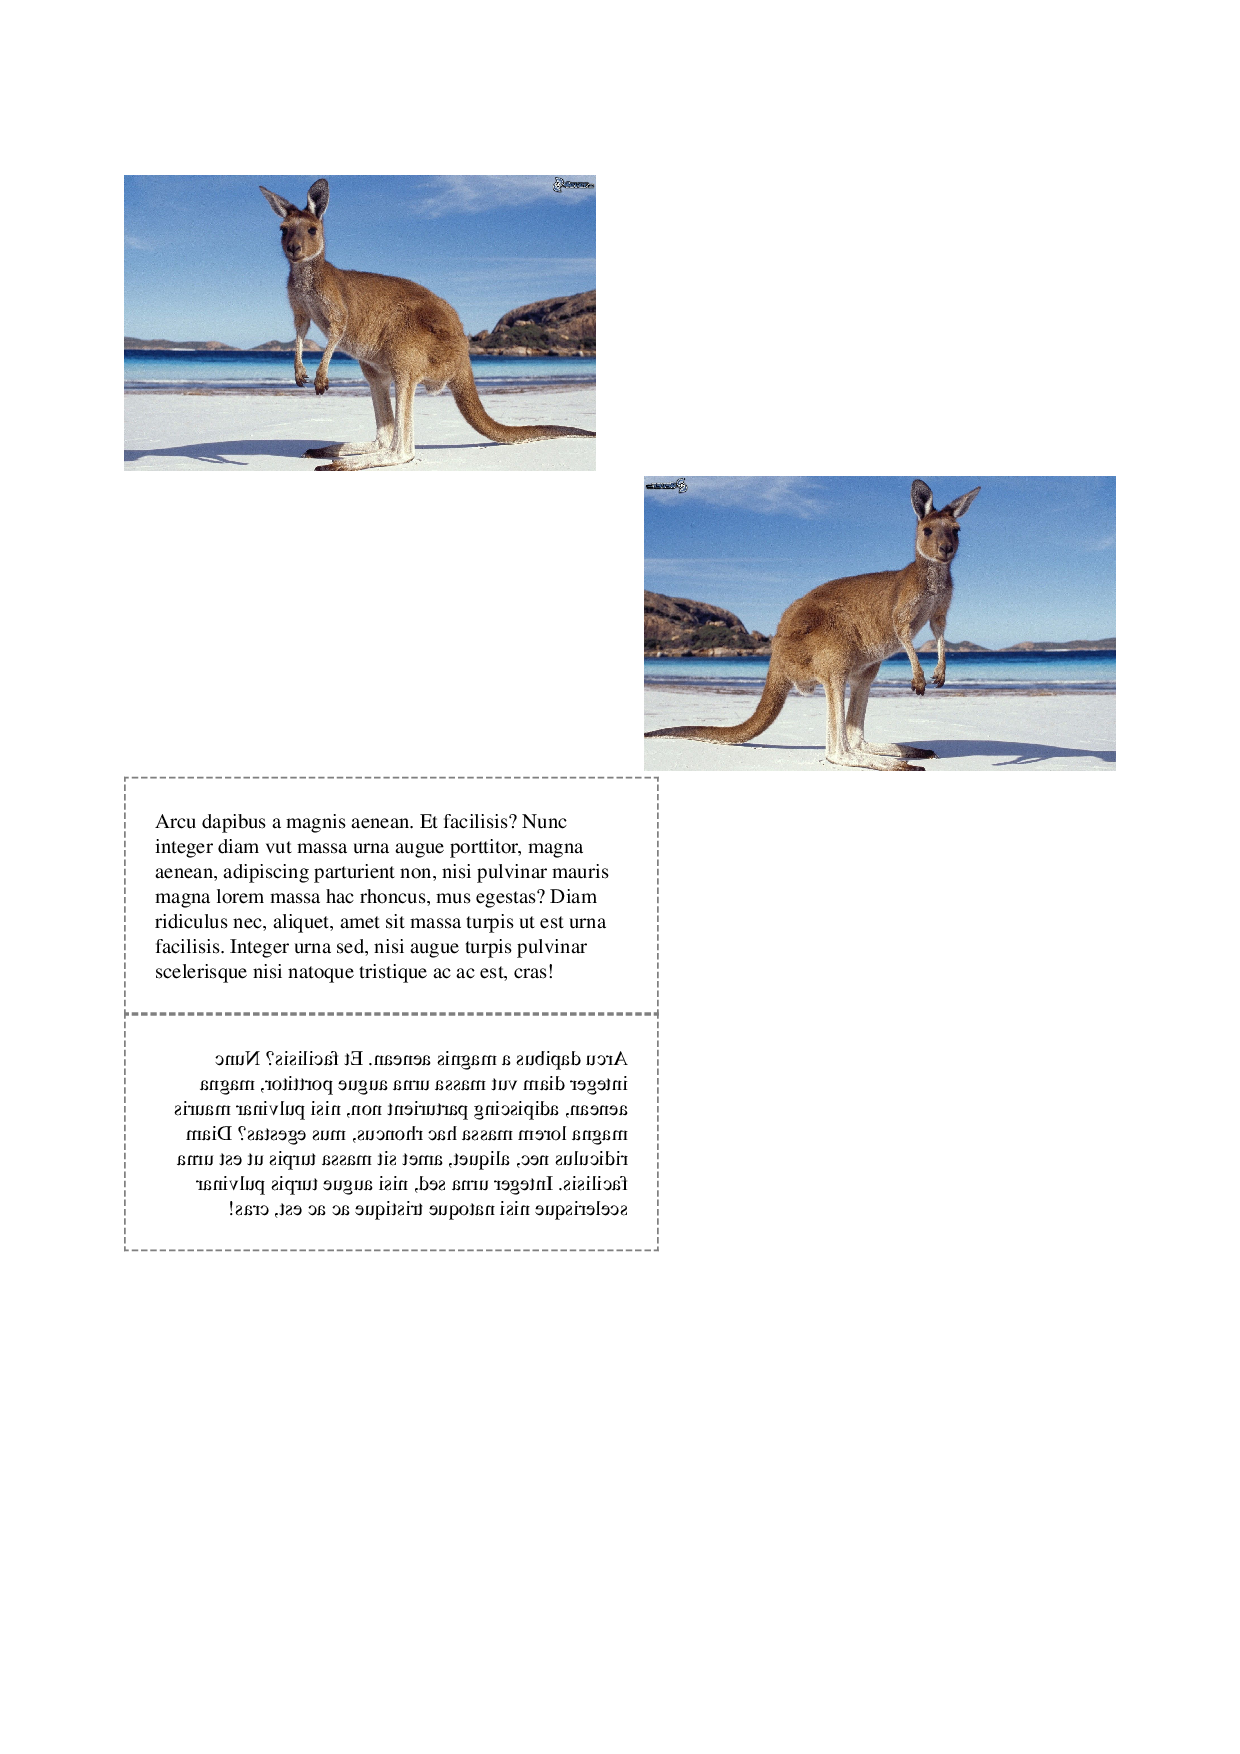 Arcu dapibus a magnis aenean. Et facilisis? Nunc
integer diam vut massa urna augue porttitor, magna
aenean, adipiscing parturient non, nisi pulvinar mauris
magna lorem massa hac rhoncus, mus egestas? Diam
ridiculus nec, aliquet, amet sit massa turpis ut est urna
facilisis. Integer urna sed, nisi augue turpis pulvinar
scelerisque nisi natoque tristique ac ac est, cras!
Arcu dapibus a magnis aenean. Et facilisis? Nunc
integer diam vut massa urna augue porttitor, magna
aenean, adipiscing parturient non, nisi pulvinar mauris
magna lorem massa hac rhoncus, mus egestas? Diam
ridiculus nec, aliquet, amet sit massa turpis ut est urna
facilisis. Integer urna sed, nisi augue turpis pulvinar
scelerisque nisi natoque tristique ac ac est, cras!